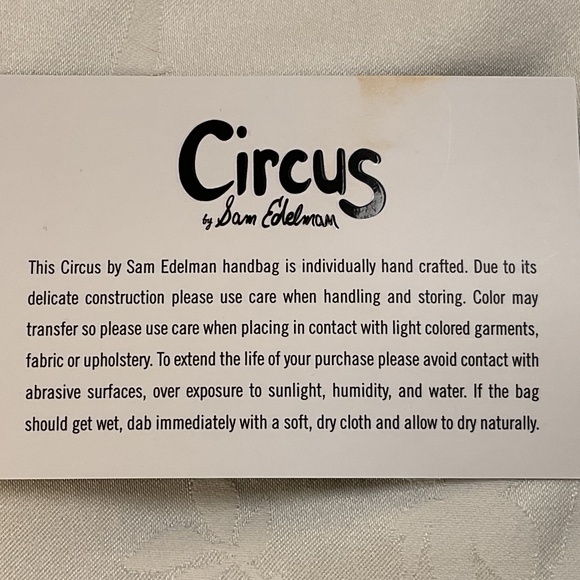 Circus
by Sam Edelman
This Circus by Sam Edelman handbag is individually hand crafted. Due to its
delicate construction please use care when handling and storing. Color may
transfer so please use care when placing in contact with light colored garments,
fabric or upholstery. To extend the life of your purchase please avoid contact with
abrasive surfaces, over exposure to sunlight, humidity, and water. If the bag
should get wet, dab immediately with a soft, dry cloth and allow to dry naturally.